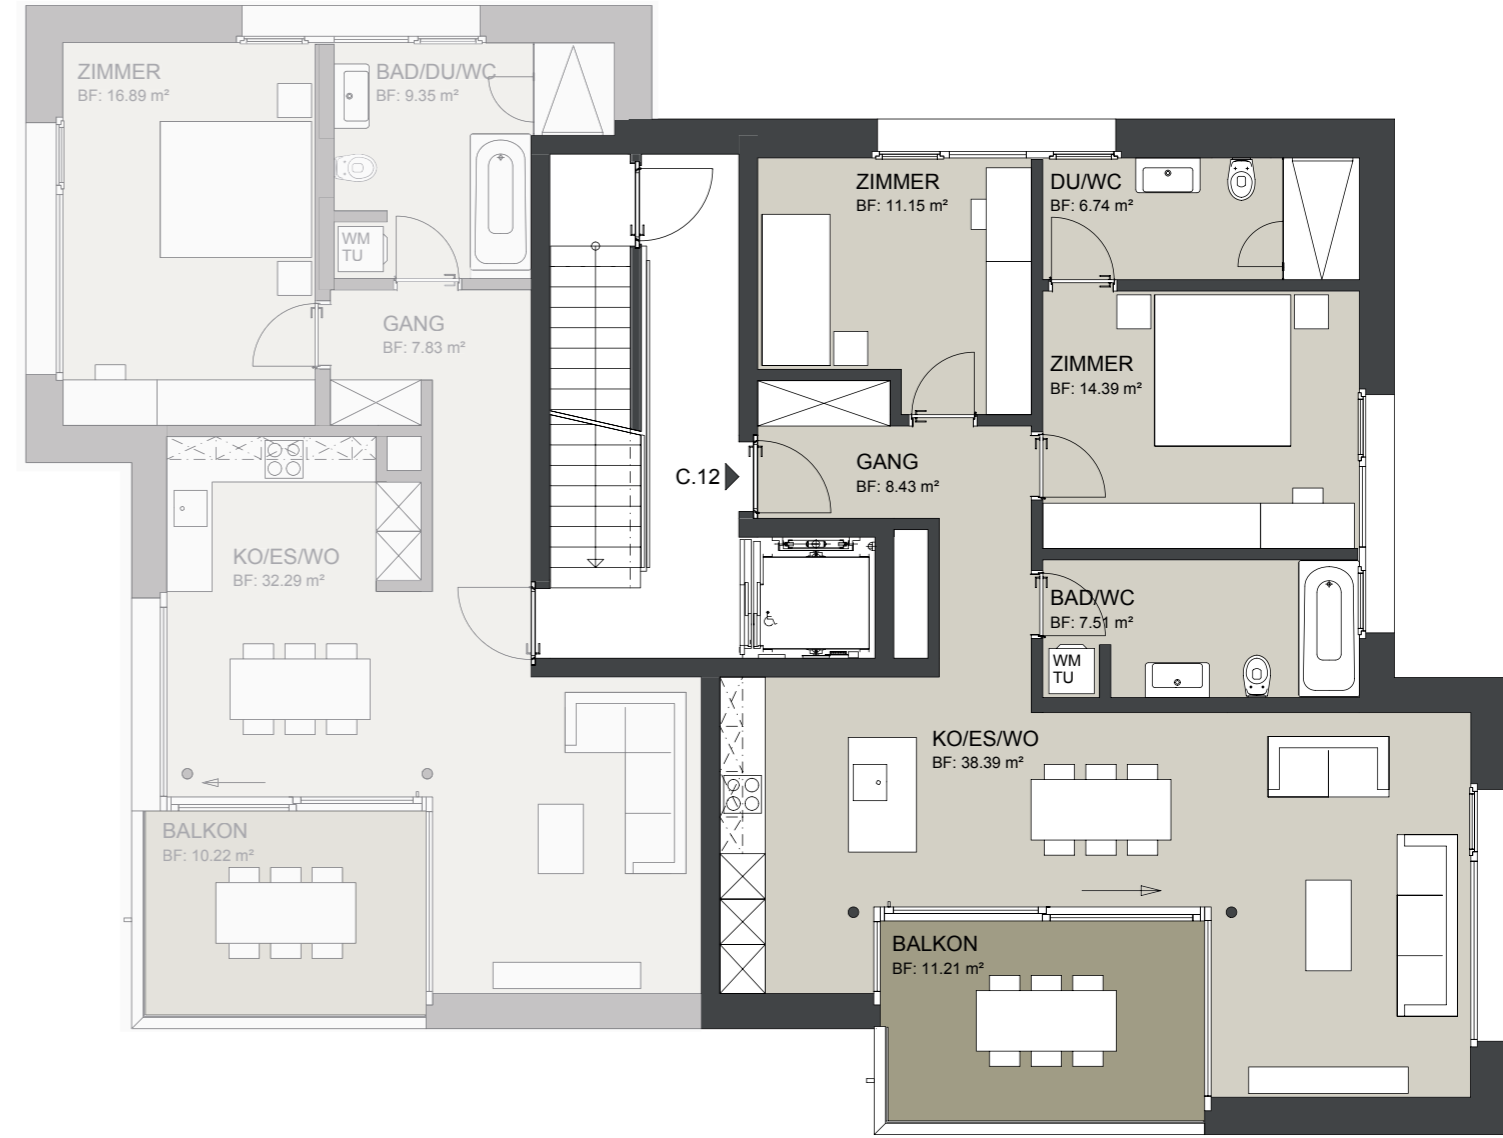 ZIMMER
BF: 16.89 m²
BAD/DU/WC
BF: 9.35 m²
WM
TU
GANG
BF: 7.83 m²
KO/ES/WO
BF: 32.29 m²
BALKON
BF: 10.22 m²
ZIMMER
BF: 11.15 m²
DU/WC
BF: 6.74 m²
ZIMMER
BF: 14.39 m²
C.12
GANG
BF: 8.43 m²
BAD/WC
BF: 7.51 m²
WM
TU
KO/ES/WO
BF: 38.39 m²
BALKON
BF: 11.21 m²